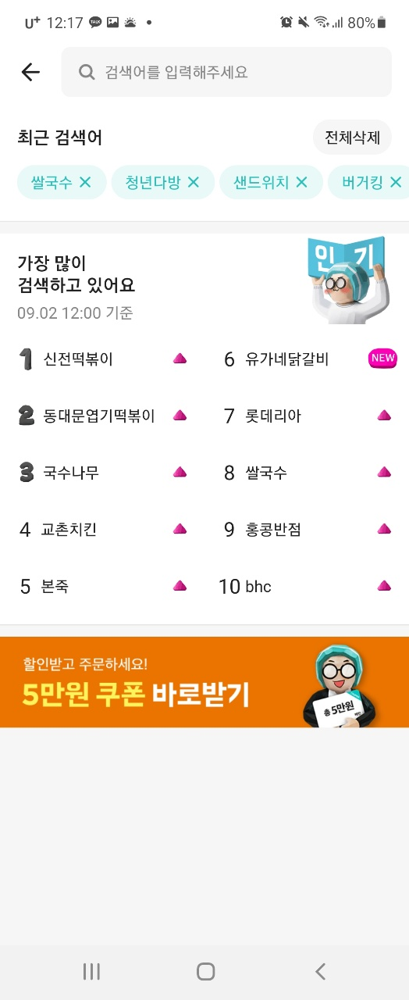 U+ 12:17 TALK 80%
검색어를 입력해주세요
최근 검색어 전체삭제
쌀국수 청년다방 샌드위치 버거킹
가장 많이
검색하고 있어요
인기
09.02 12:00 기준
1 신전떡볶이
2 동대문엽기떡볶이
3 국수나무
4 교촌치킨
5 본죽
6 유가네닭갈비 NEW
7 롯데리아
8 쌀국수
9 홍콩반점
10 bhc
할인받고 주문하세요!
5만원 쿠폰 바로받기
총 5만원